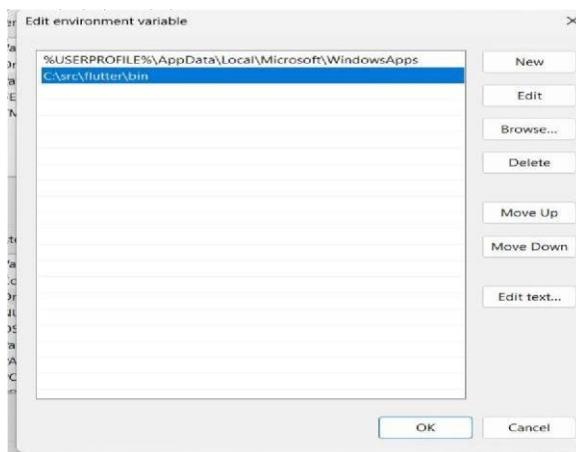 Edit environment variable
%USERPROFILE%\AppData\Local\Microsoft\WindowsApps
C:\src\flutter\bin
New
Edit
Browse...
Delete
Move Up
Move Down
Edit text...
OK
Cancel